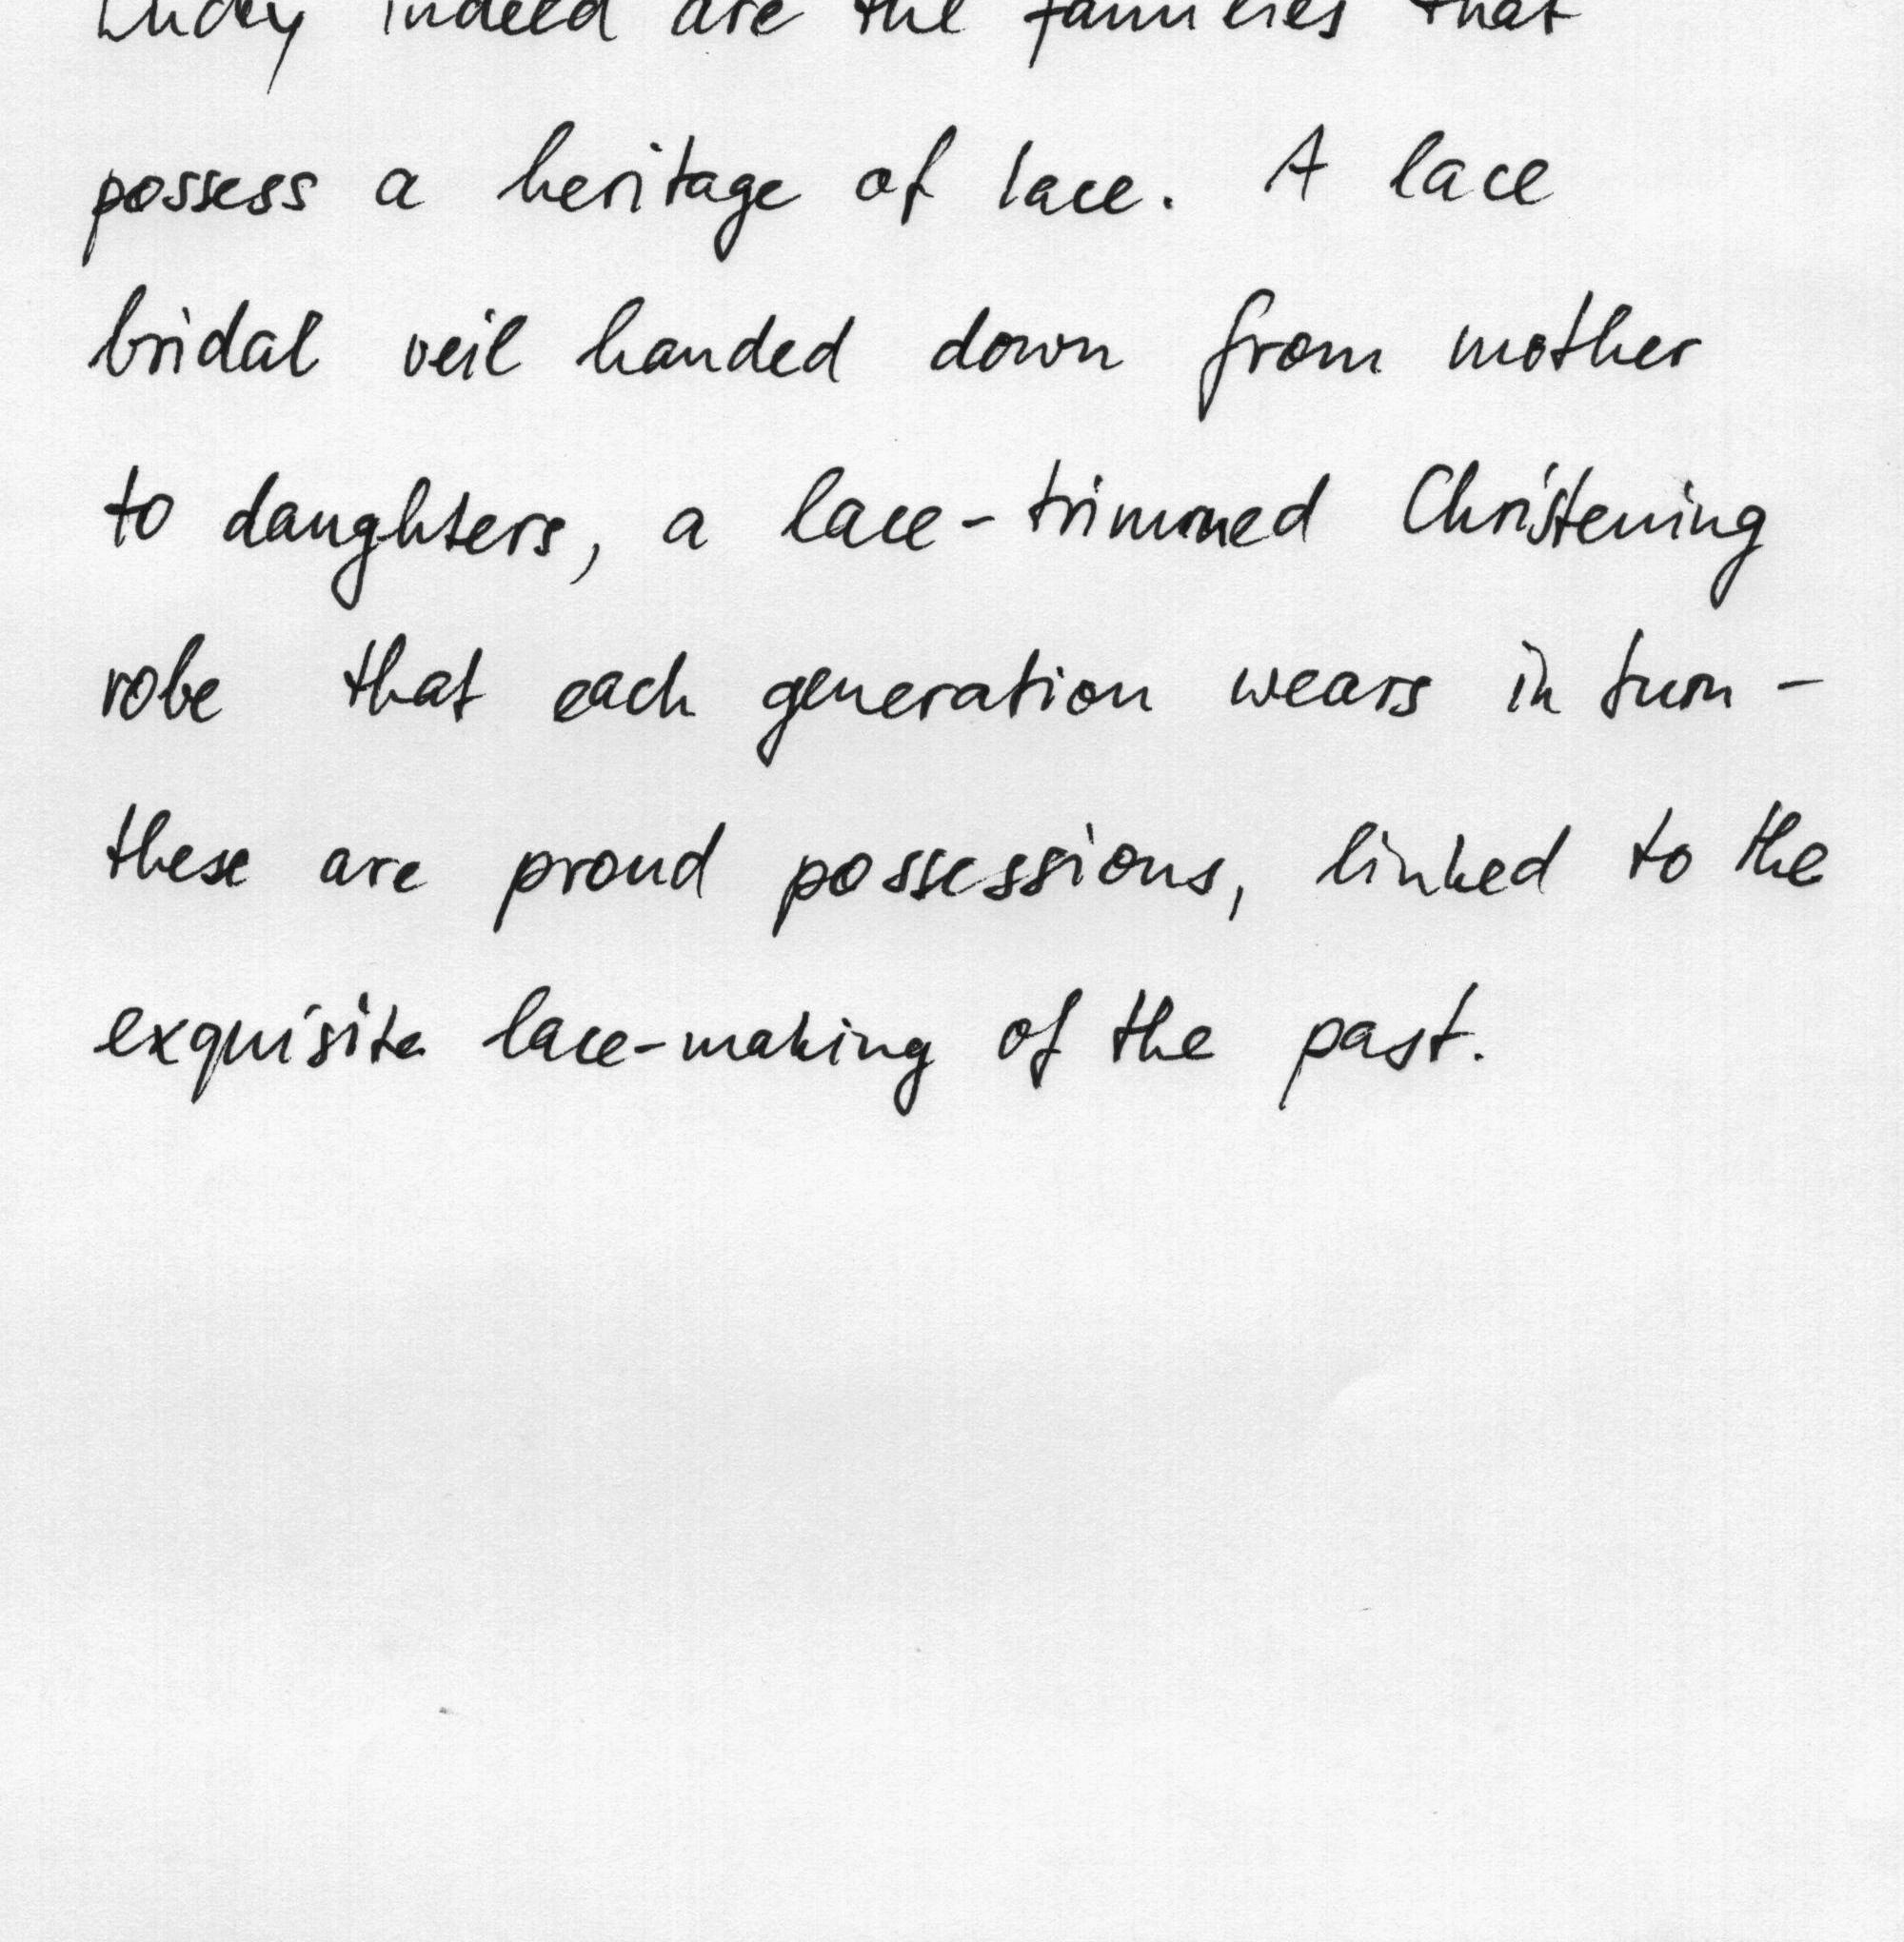 Lucky indeed are the families that
possess a heritage of lace. A lace
bridal veil handed down from mother
to daughters, a lace-trimmed Christening
robe that each generation wears in turn -
these are proud possessions, linked to the
exquisite lace-making of the past.